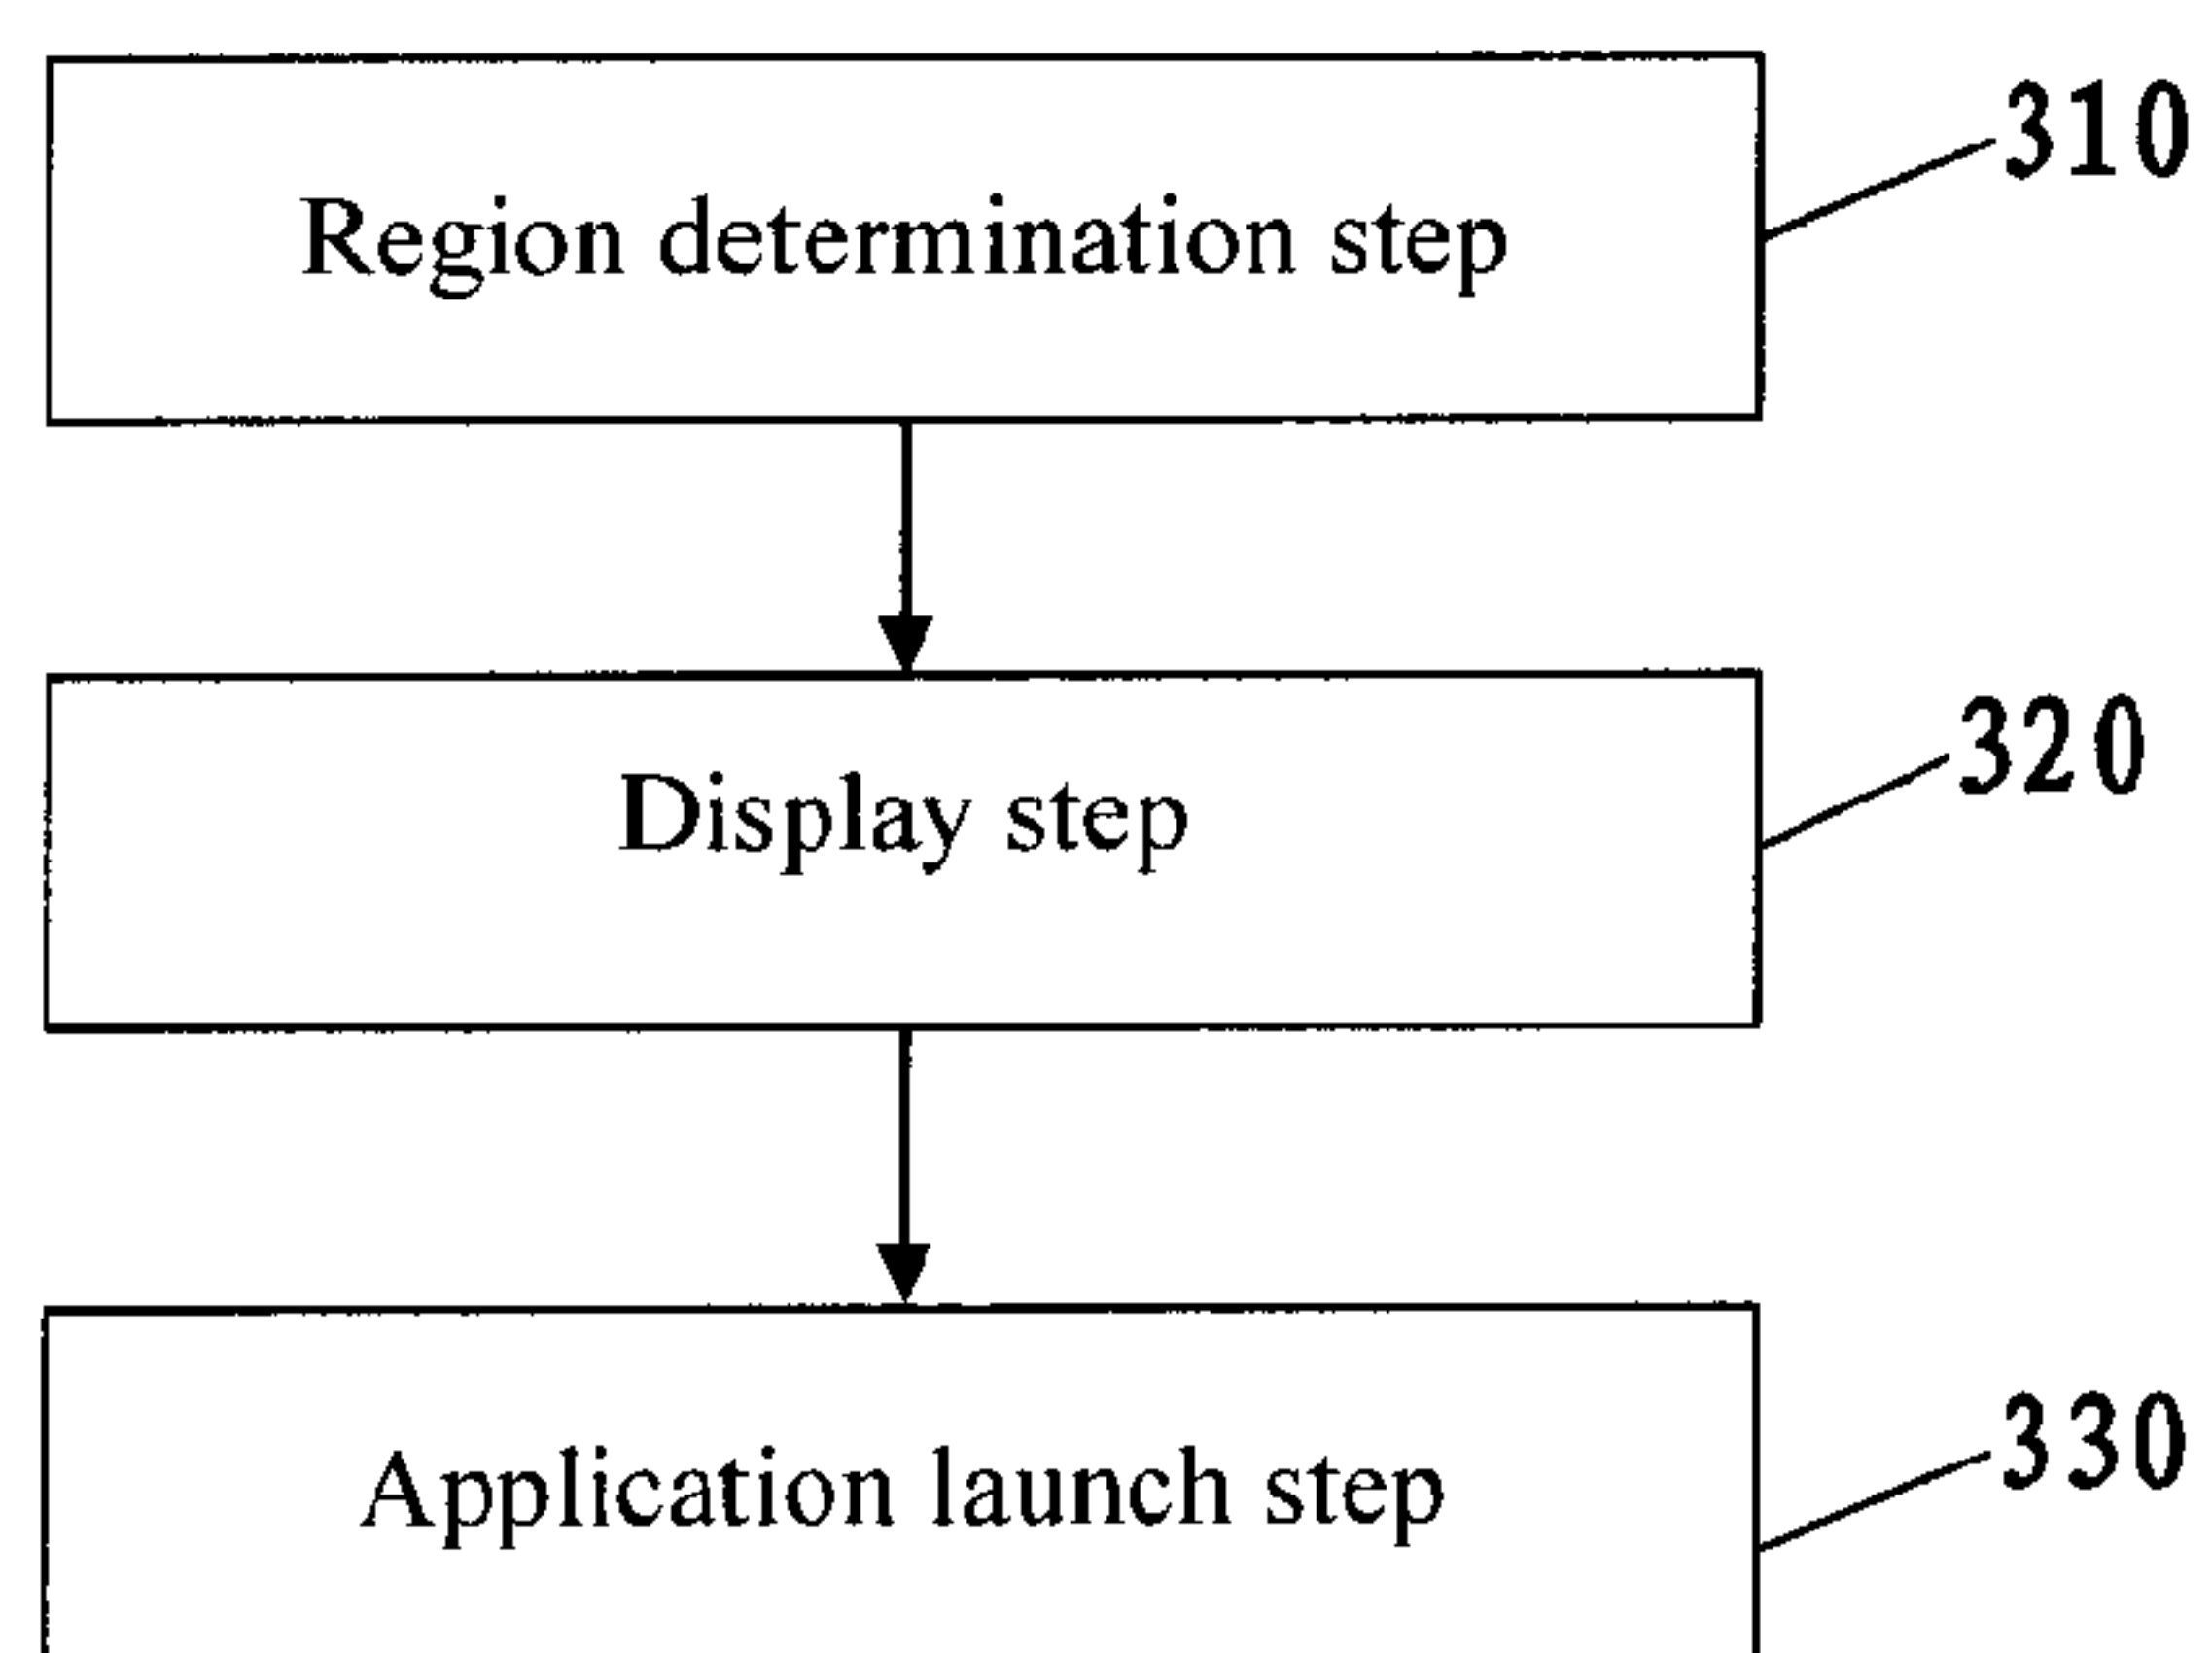 310
Region determination step
320
Display step
330
Application launch step